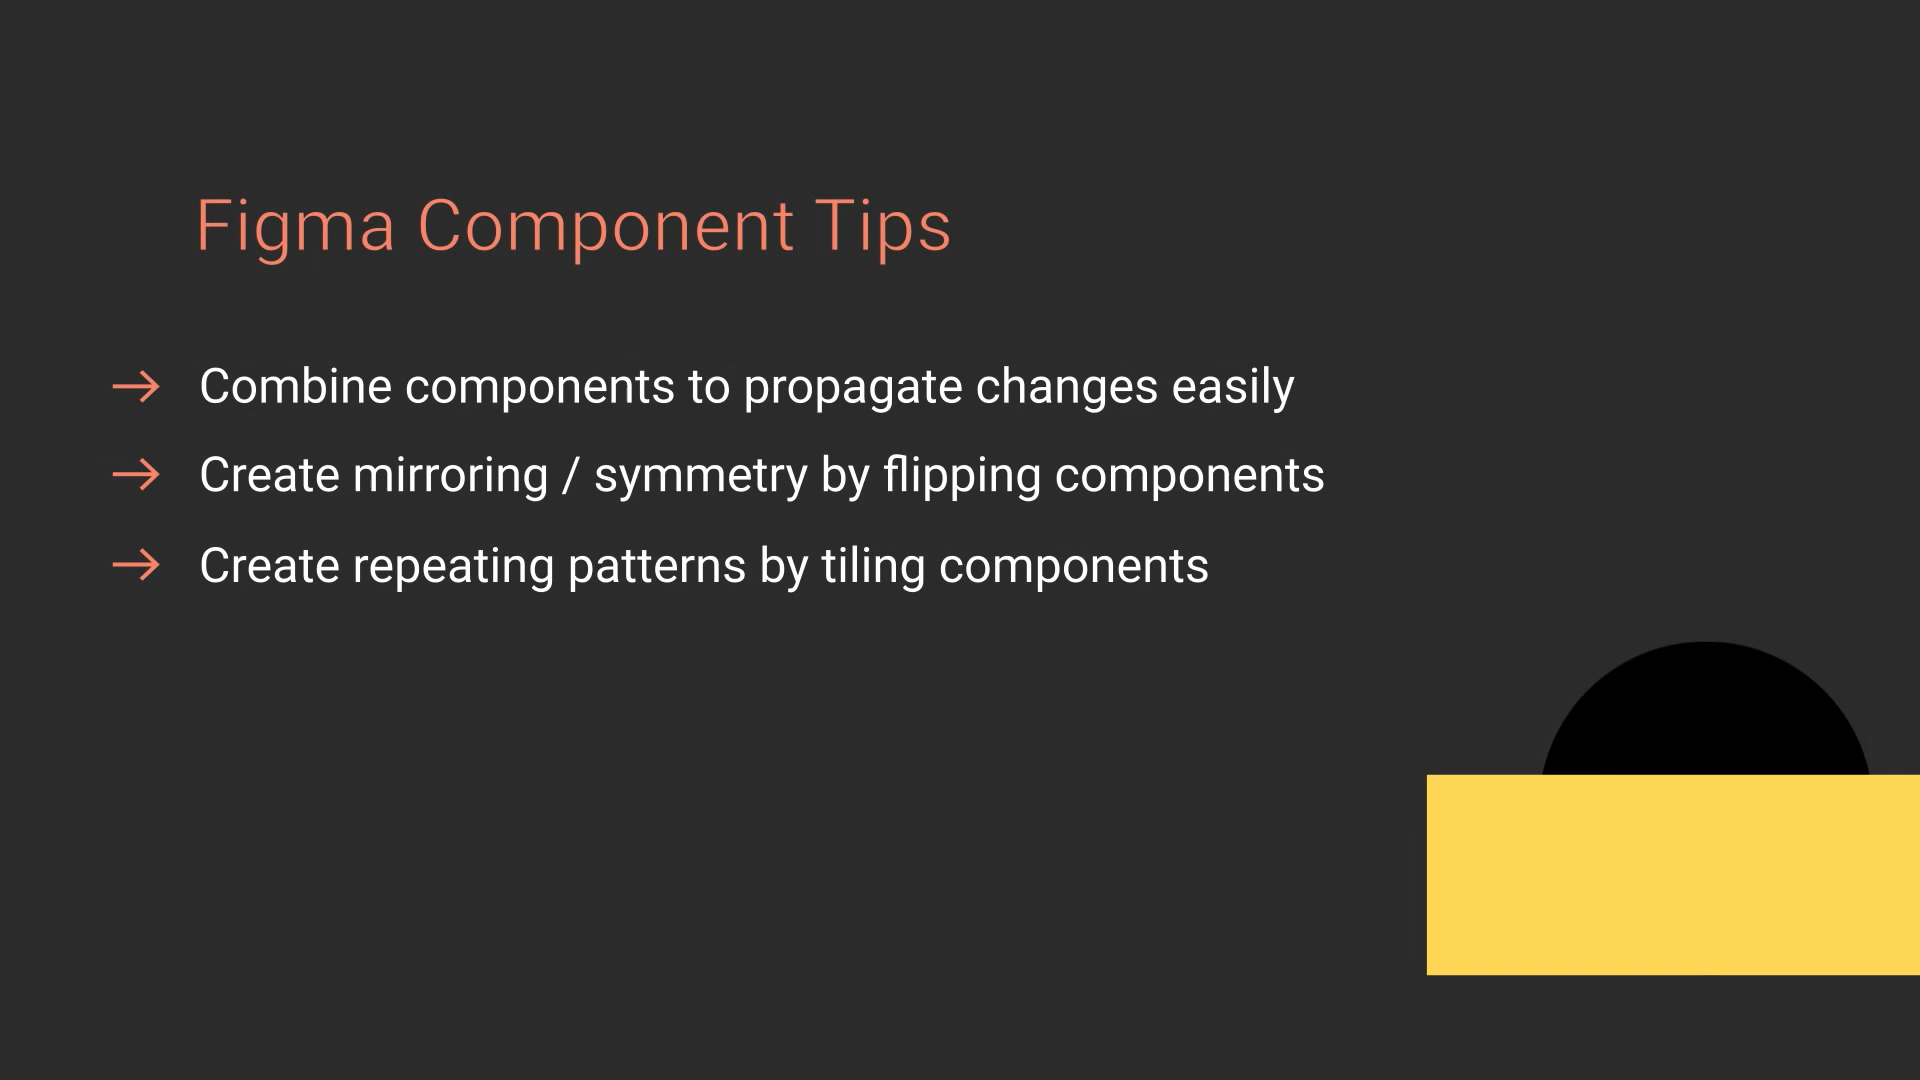 Figma Component Tips
Combine components to propagate changes easily
Create mirroring / symmetry by flipping components
Create repeating patterns by tiling components